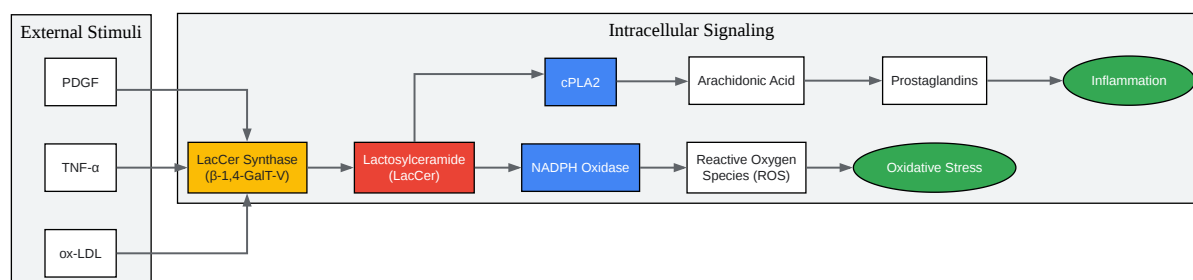 External Stimuli
PDGF
TNF-α
ox-LDL
Intracellular Signaling
cPLA2
Arachidonic Acid
Prostaglandins
Inflammation
LacCer Synthase
(β-1,4-GalT-V)
Lactosylceramide
(LacCer)
NADPH Oxidase
Reactive Oxygen
Species (ROS)
Oxidative Stress